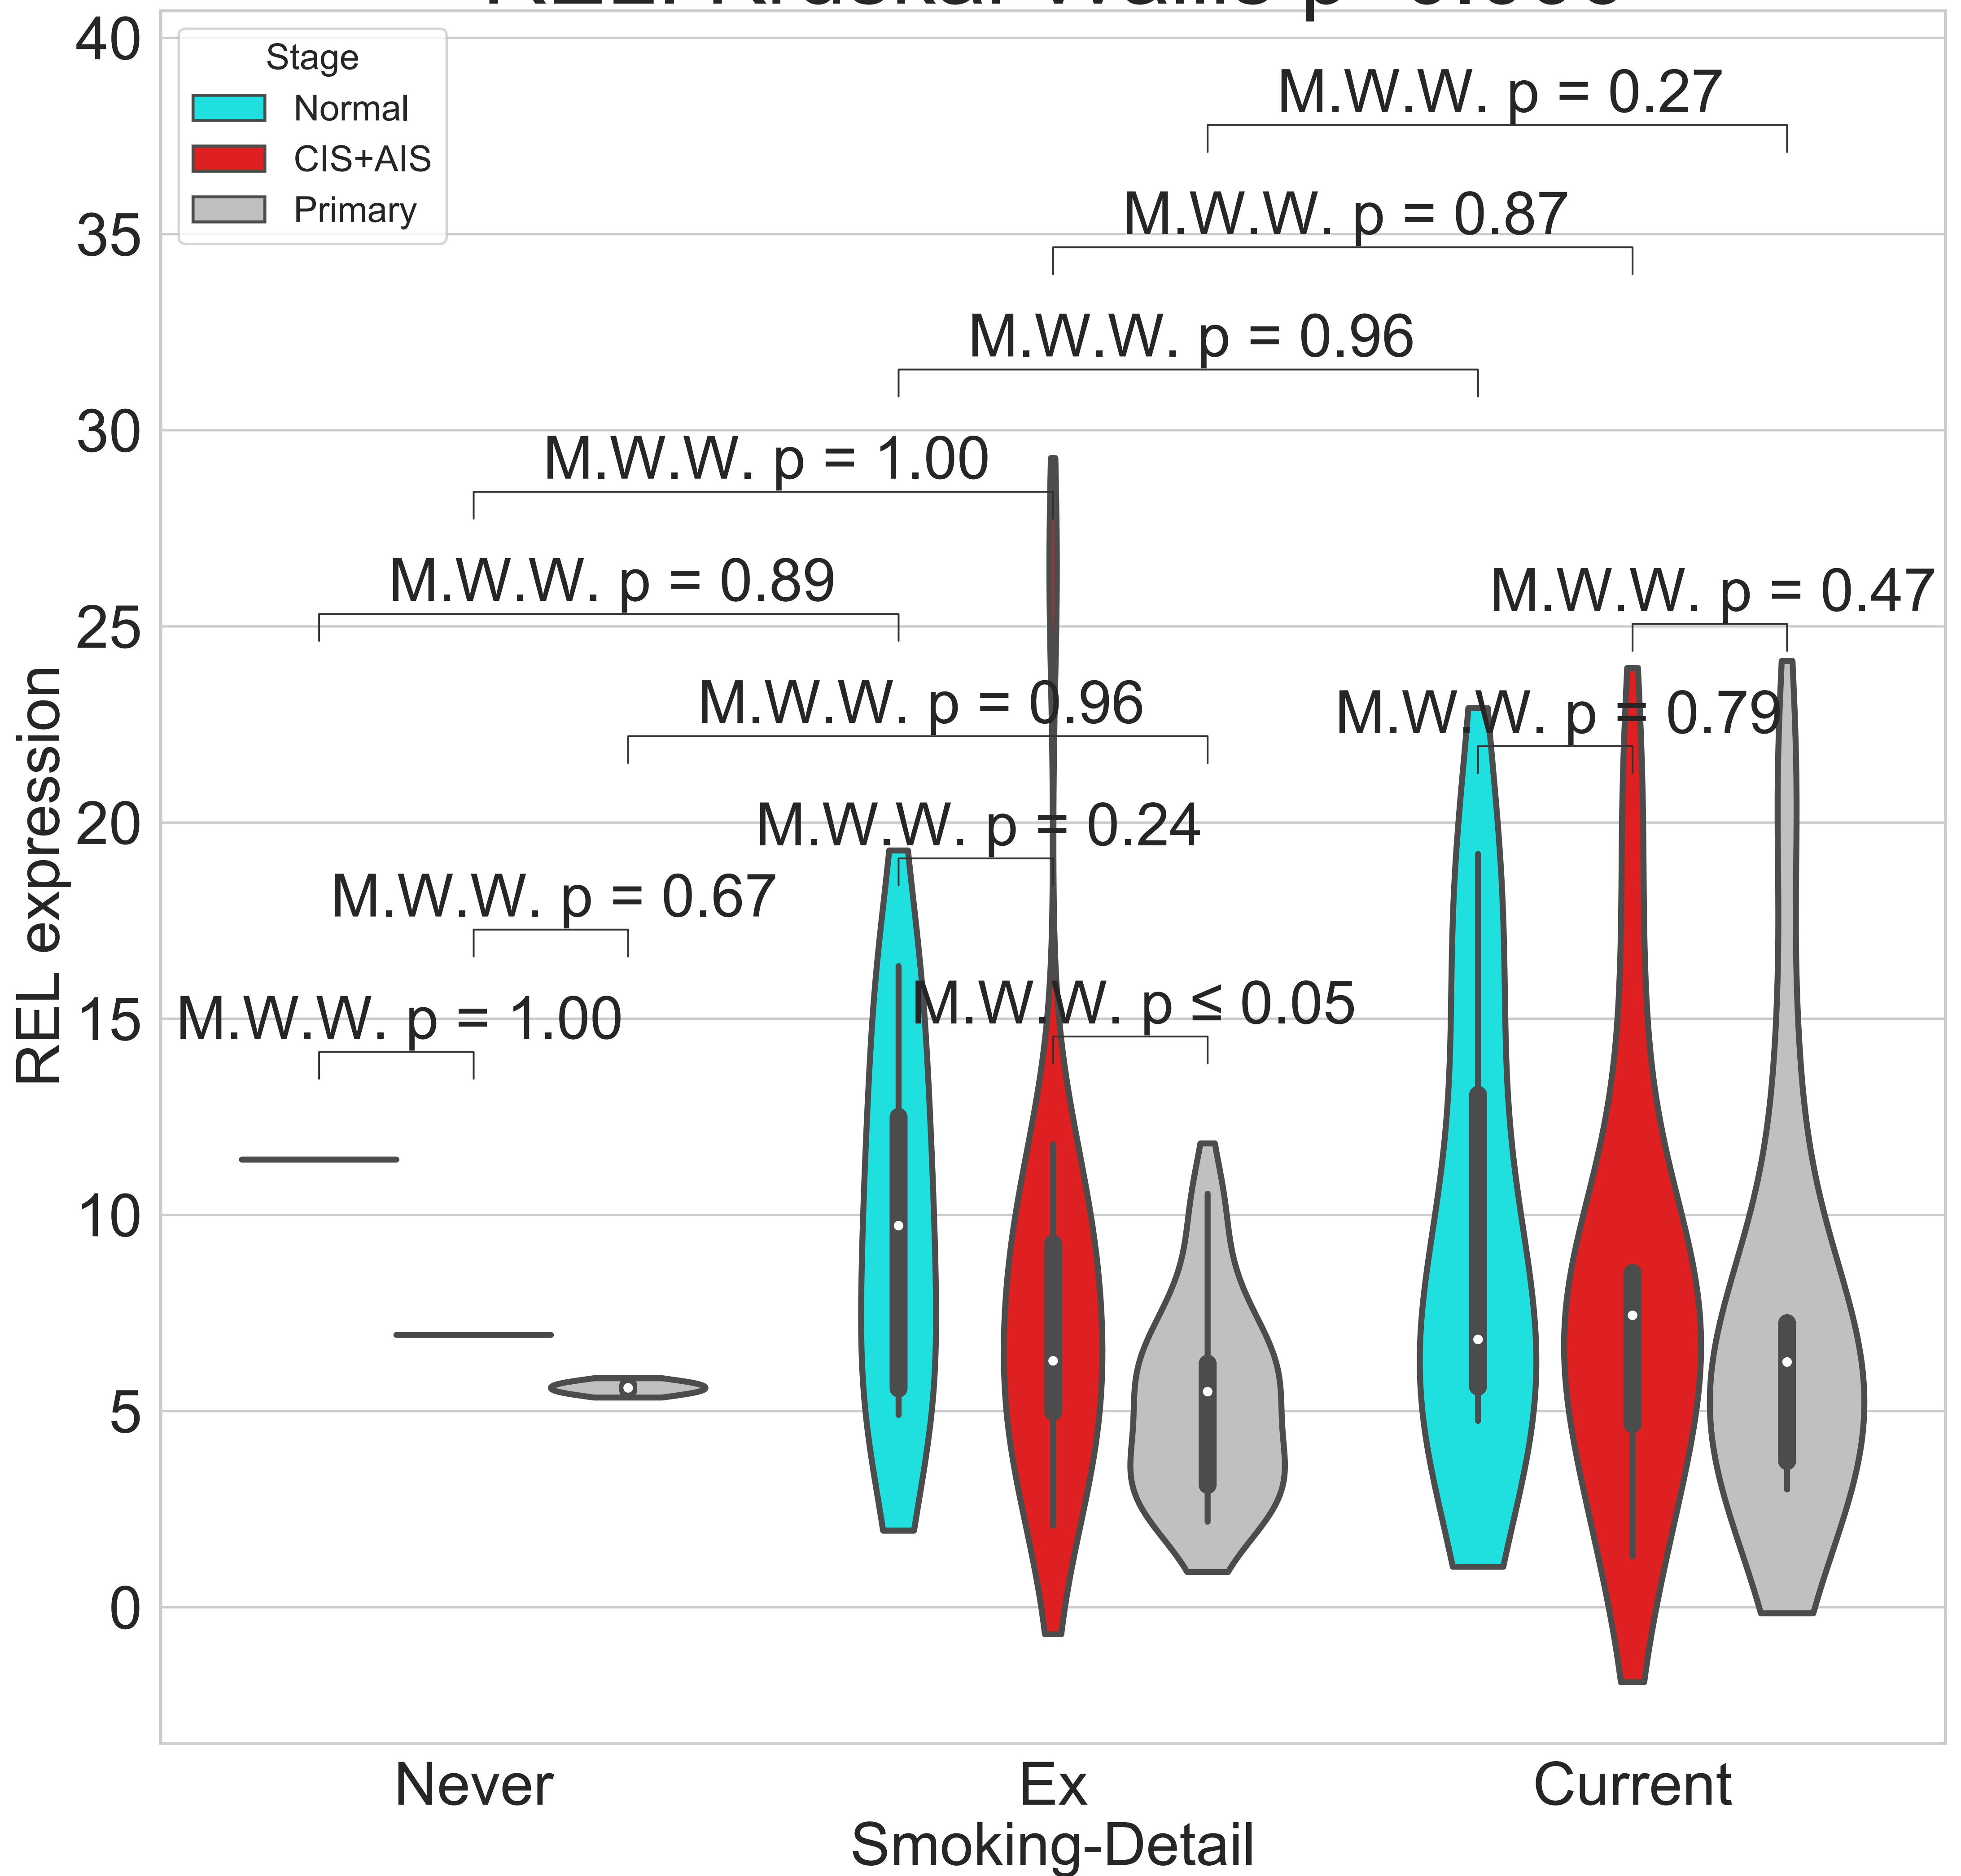 40
Stage
Normal
CIS+AIS
Primary
M.W.W. p = 0.27
35
M.W.W. p = 0.87
M.W.W. p = 0.96
30
M.W.W. p = 1.00
M.W.W. p = 0.89
M.W.W. p = 0.47
25
M.W.W. p = 0.96
M.W.W. p = 0.79
20
M.W.W. p = 0.24
M.W.W. p = 0.67
15
M.W.W. p = 1.00
M.W.W. p ≤ 0.05
10
5
0
REL expression
Never
Ex
Current
Smoking-Detail